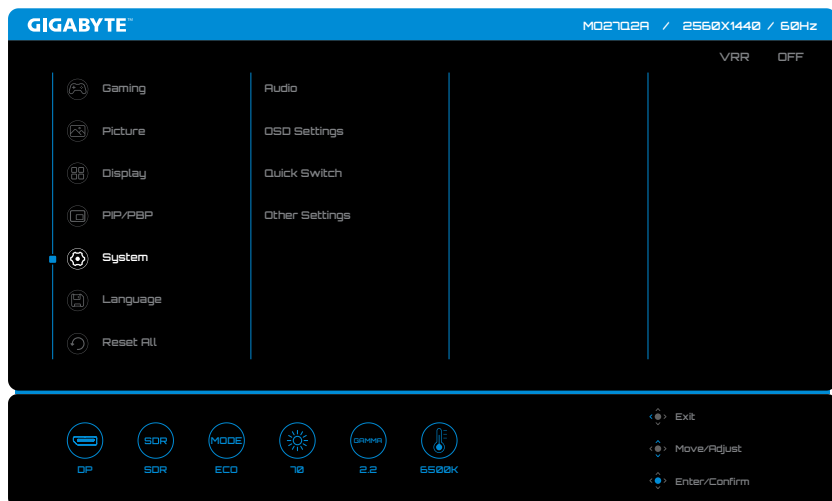 GIGABYTE™
MO27Q2A / 2560X1440 / 60Hz
VRR OFF
Gaming
Audio
Picture
OSD Settings
Display
Quick Switch
PIP/PBP
Other Settings
System
Language
Reset All
SDR
MODE
GAMMA
DP
SDR
ECO
70
2.2
6500K
Exit
Move/Adjust
Enter/Confirm